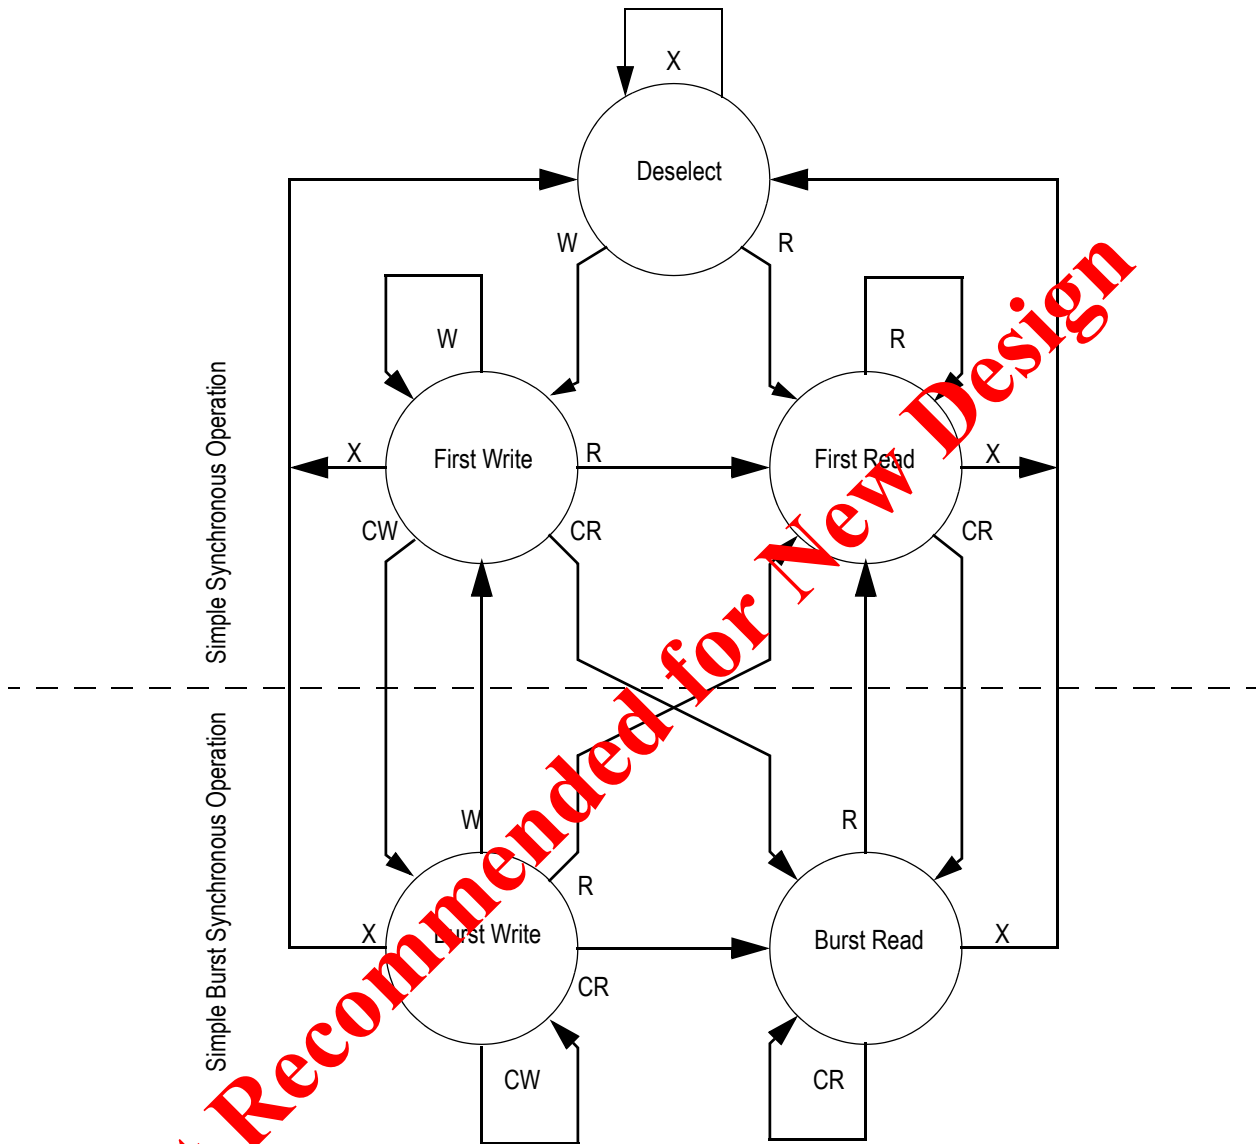 X
Deselect
W
R
W
R
Simple Synchronous Operation
X
First Write
R
First Read
X
CW
CR
CR
Simple Burst Synchronous Operation
W
R
R
X
Burst Write
Burst Read
X
CR
CW
CR
Recommended for New Design